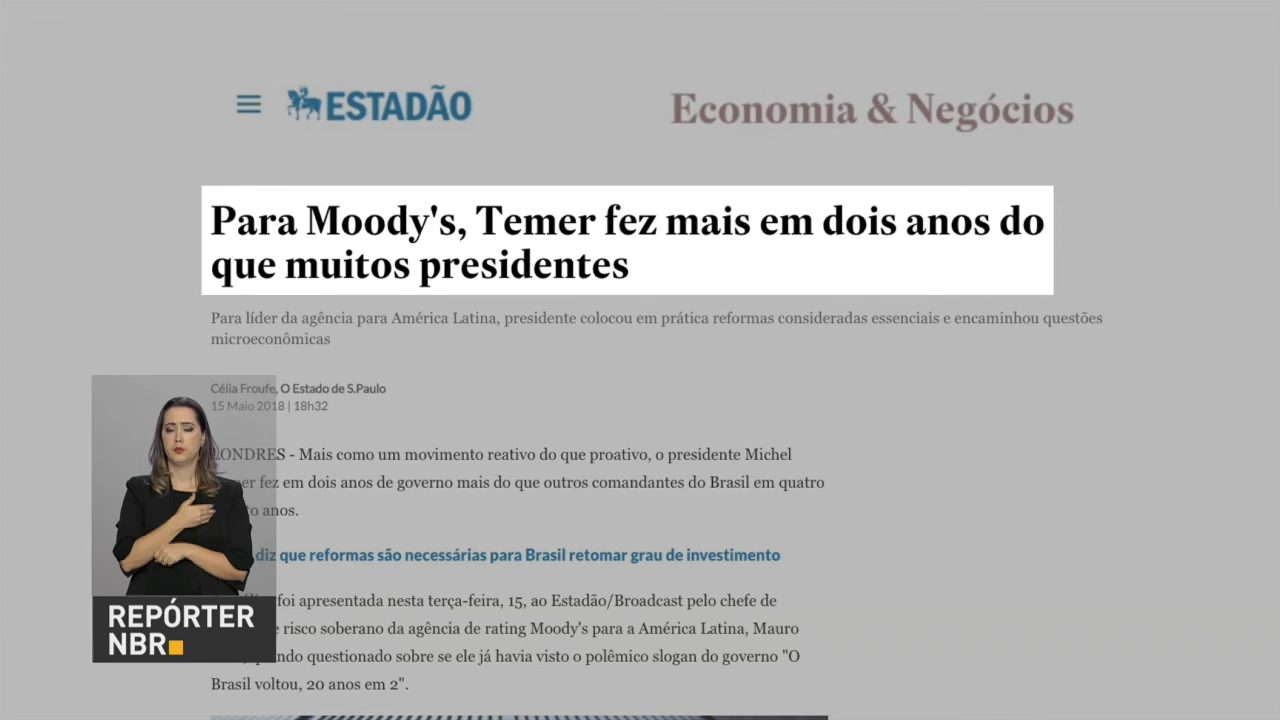 ESTADÃO
Economia & Negócios
Para Moody's, Temer fez mais em dois anos do
que muitos presidentes
Para líder da agência para América Latina, presidente colocou em prática reformas consideradas essenciais e encaminhou questões
microeconômicas
Célia Froufe, O Estado de S.Paulo
15 Maio 2018 | 18h32
LONDRES - Mais como um movimento reativo do que proativo, o presidente Michel
fez em dois anos de governo mais do que outros comandantes do Brasil em quatro
anos.
diz que reformas são necessárias para Brasil retomar grau de investimento
foi apresentada nesta terça-feira, 15, ao Estadão/Broadcast pelo chefe de
risco soberano da agência de rating Moody's para a América Latina, Mauro
questionado sobre se ele já havia visto o polêmico slogan do governo "O
Brasil voltou, 20 anos em 2".
REPÓRTER
NBR